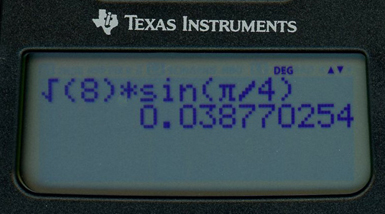 TEXAS INSTRUMENTS
DEG ▲▼
√(8)*sin(π/4)
0.038770254